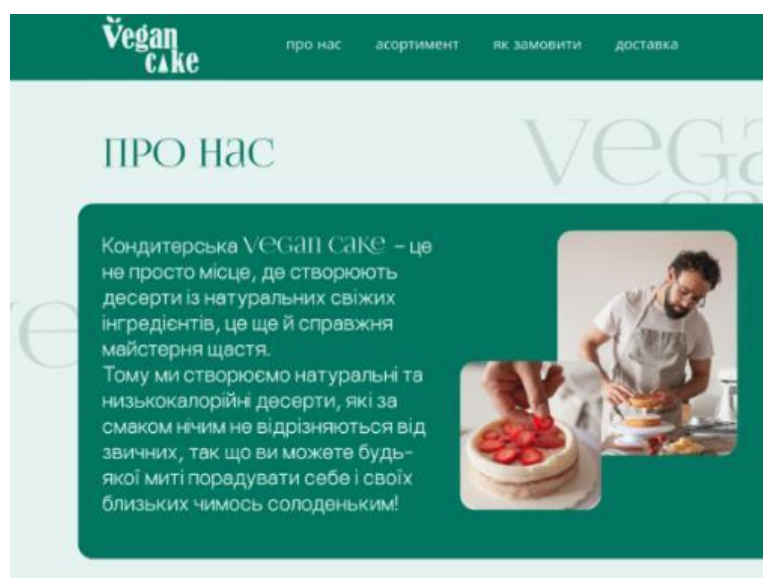 Vegan
cake
про нас
асортимент
як замовити
доставка
про нас
Кондитерська vegan cake – це
не просто місце, де створюють
десерти із натуральних свіжих
інгредієнтів, це ще й справжня
майстерня щастя.
Тому ми створюємо натуральні та
низькокалорійні десерти, які за
смаком нічим не відрізняються від
звичних, так що ви можете будь-
якої миті порадувати себе і своїх
близьких чимось солоденьким!